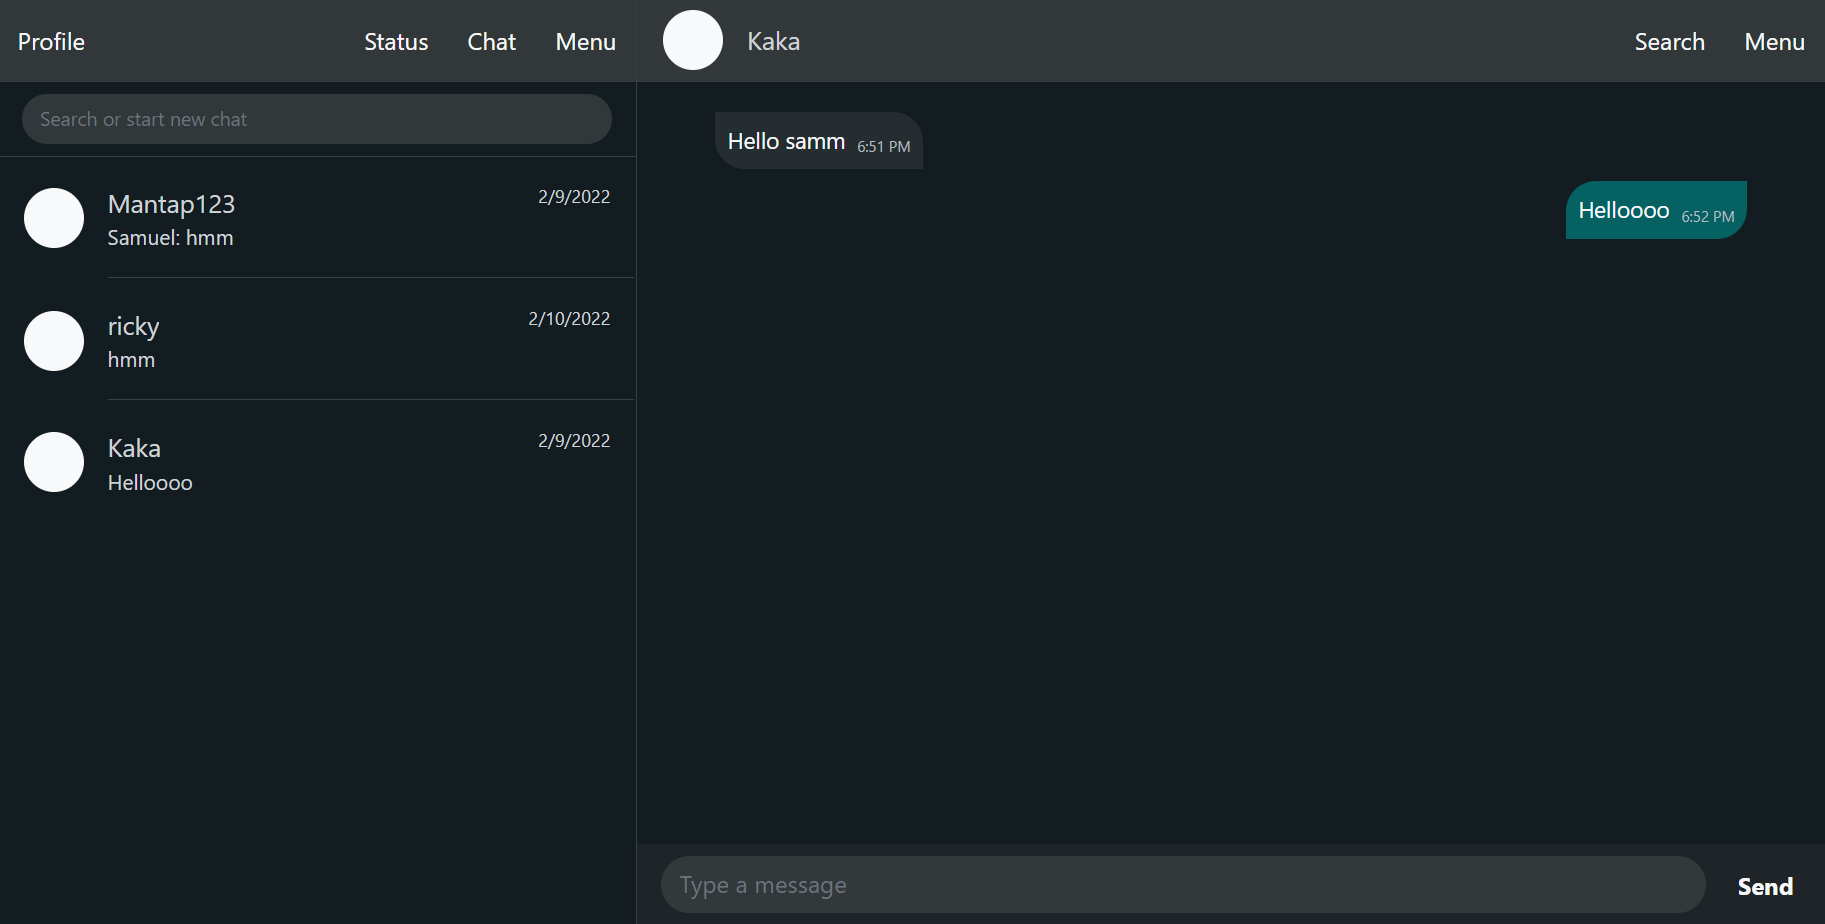 Profile Status Chat Menu
Search or start new chat
Mantap123 2/9/2022
Samuel: hmm
ricky 2/10/2022
hmm
Kaka 2/9/2022
Helloooo
Kaka Search Menu
Hello samm 6:51 PM
Helloooo 6:52 PM
Type a message Send